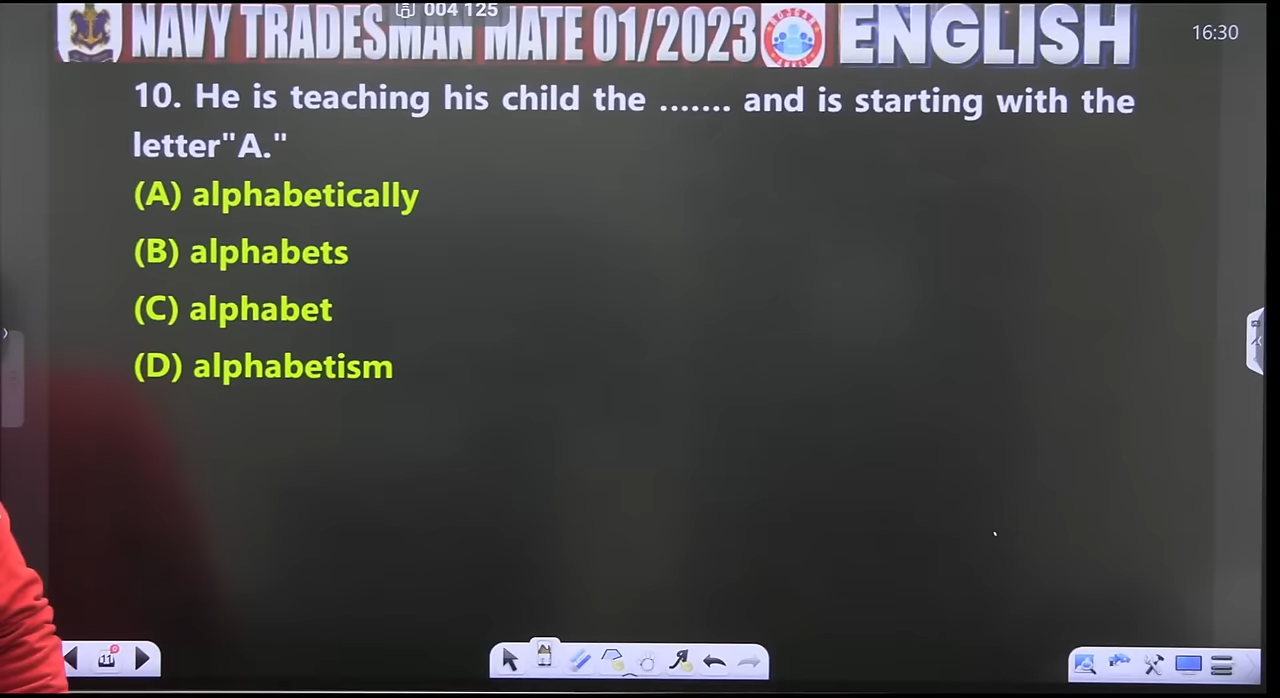 004 125
NAVY TRADESMAN MATE 01/2023 ENGLISH
16:30
10. He is teaching his child the ....... and is starting with the
letter"A."
(A) alphabetically
(B) alphabets
(C) alphabet
(D) alphabetism
11